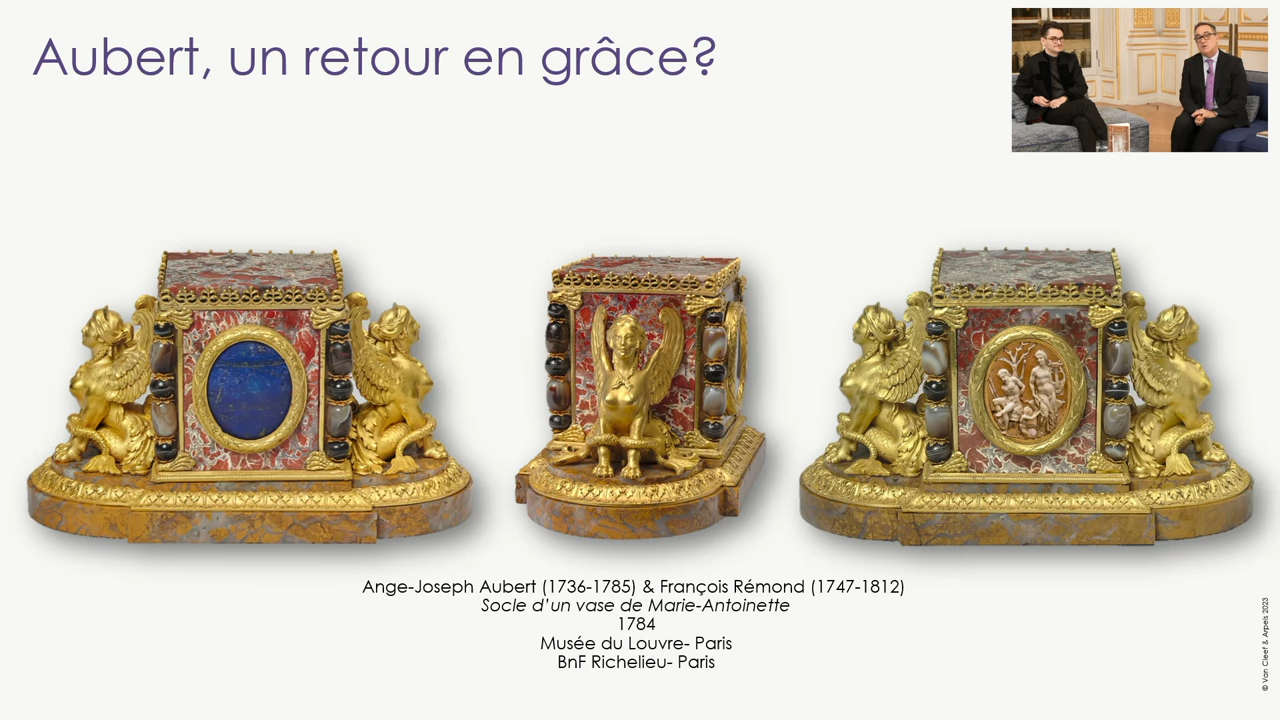 Aubert, un retour en grâce?
Ange-Joseph Aubert (1736-1785) & François Rémond (1747-1812)
Socle d'un vase de Marie-Antoinette
1784
Musée du Louvre- Paris
BnF Richelieu- Paris
© Van Cleef & Arpels 2023